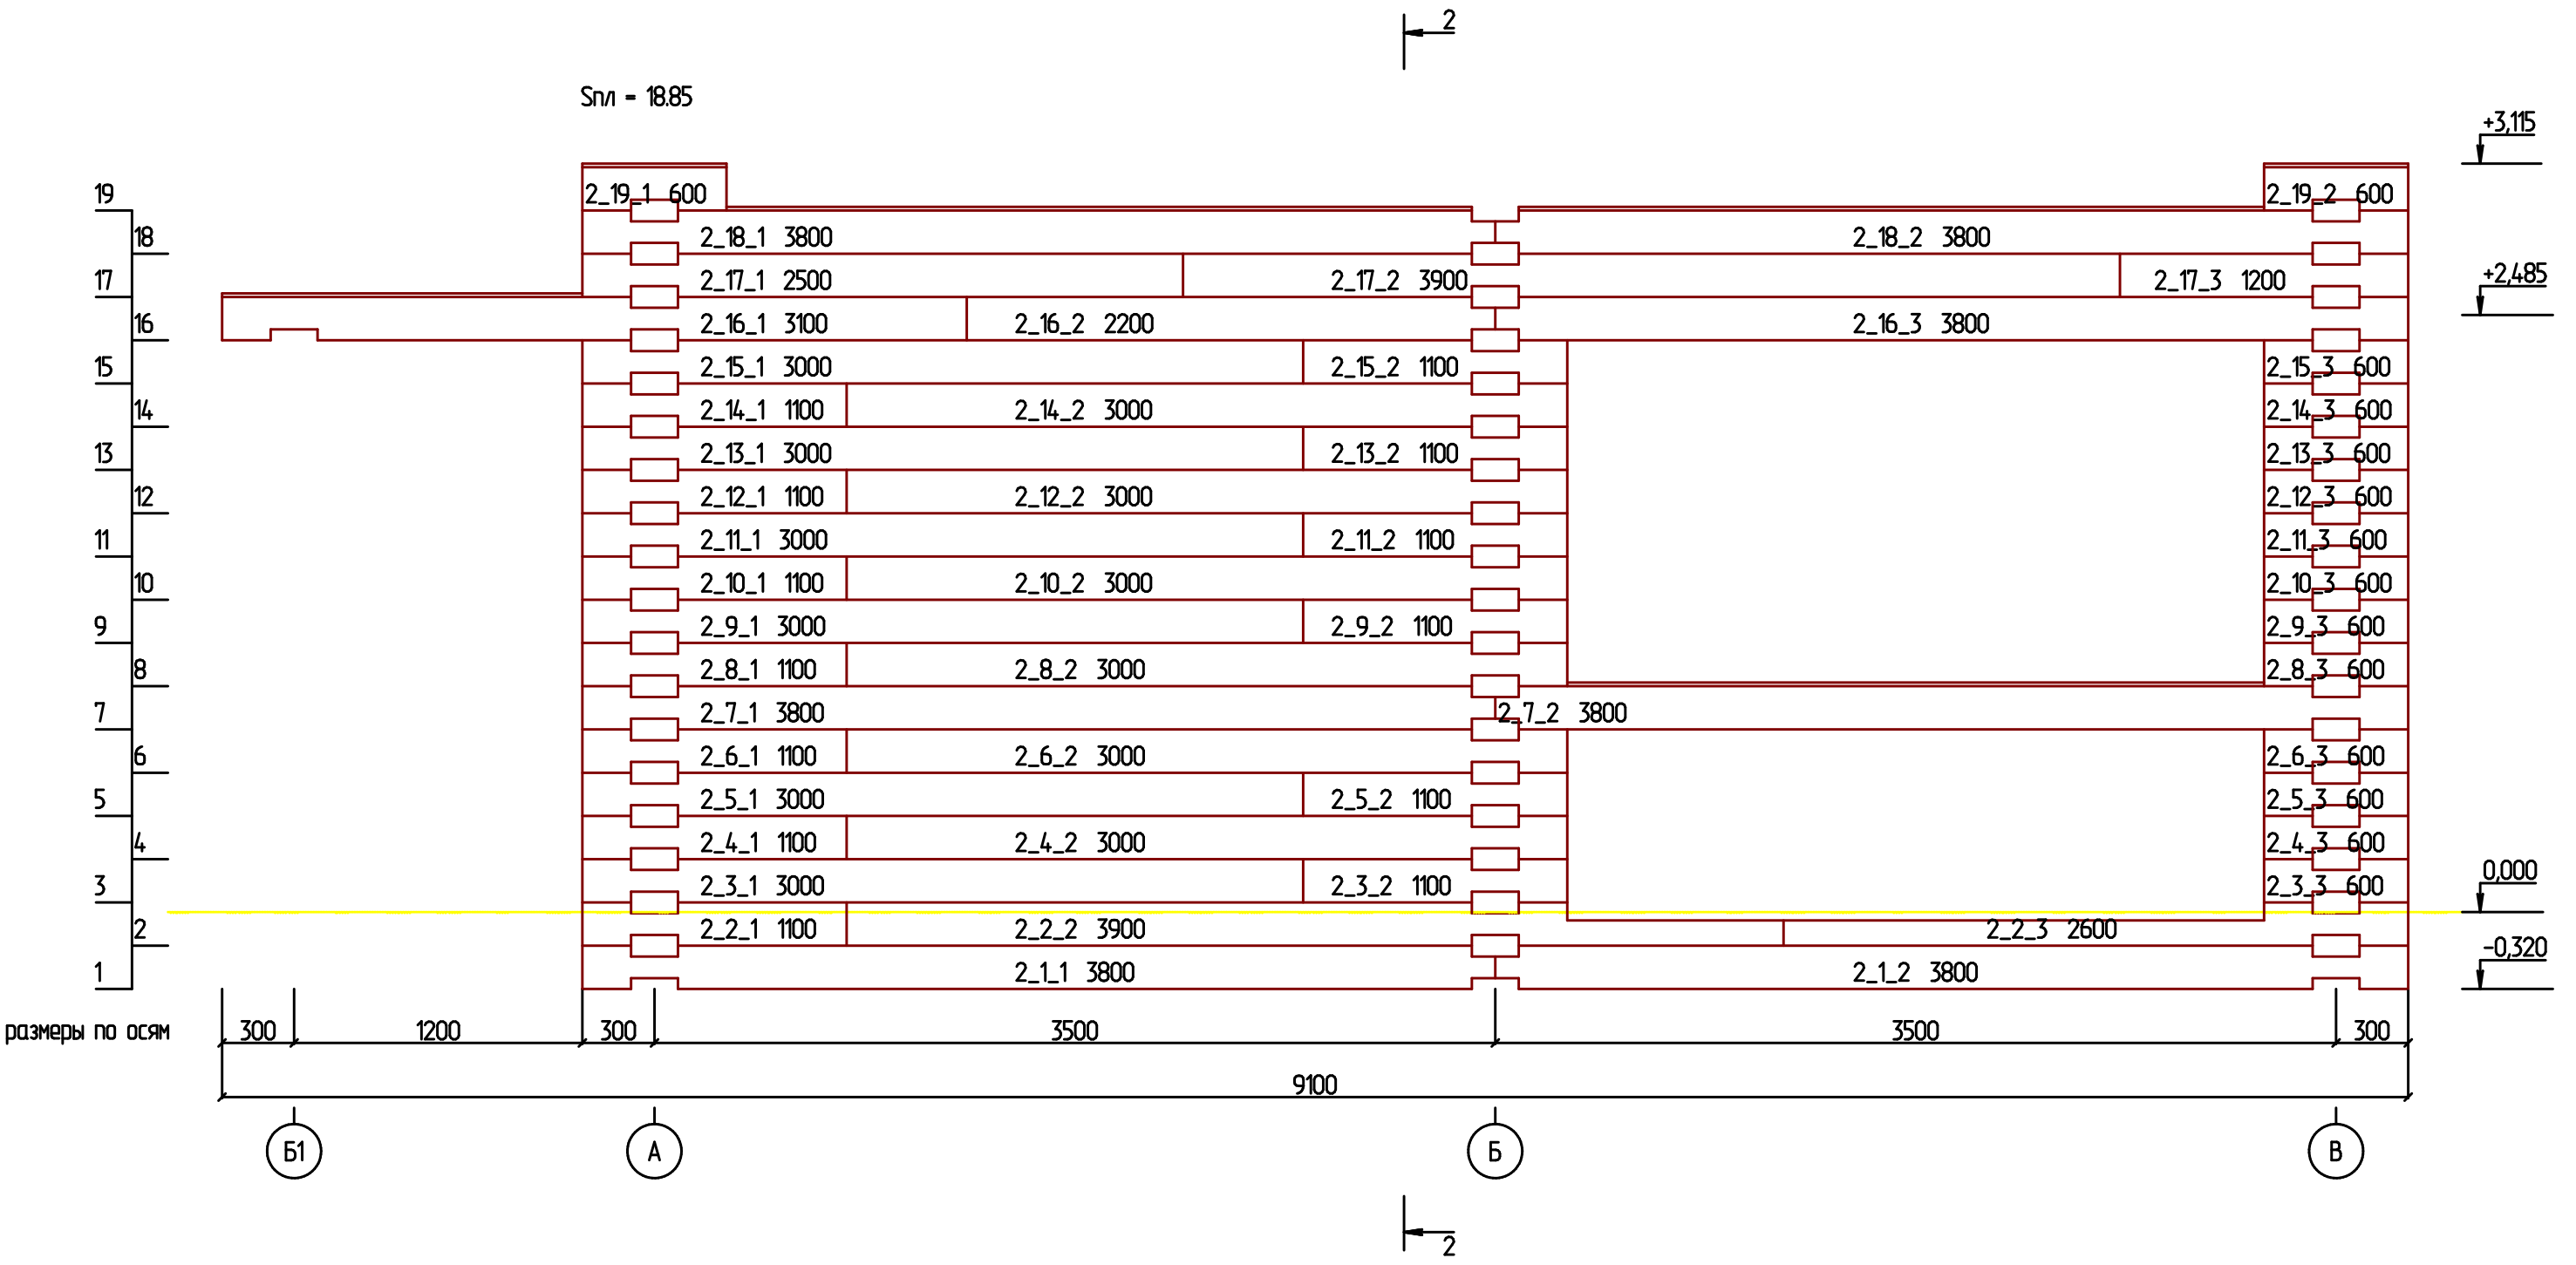 2
Sпл = 18.85
+3,115
19 2_19_1 600 2_19_2 600
18 2_18_1 3800 2_18_2 3800
17 2_17_1 2500 2_17_2 3900 2_17_3 1200 +2,485
16 2_16_1 3100 2_16_2 2200 2_16_3 3800
15 2_15_1 3000 2_15_2 1100 2_15_3 600
14 2_14_1 1100 2_14_2 3000 2_14_3 600
13 2_13_1 3000 2_13_2 1100 2_13_3 600
12 2_12_1 1100 2_12_2 3000 2_12_3 600
11 2_11_1 3000 2_11_2 1100 2_11_3 600
10 2_10_1 1100 2_10_2 3000 2_10_3 600
9 2_9_1 3000 2_9_2 1100 2_9_3 600
8 2_8_1 1100 2_8_2 3000 2_8_3 600
7 2_7_1 3800 2_7_2 3800
6 2_6_1 1100 2_6_2 3000 2_6_3 600
5 2_5_1 3000 2_5_2 1100 2_5_3 600
4 2_4_1 1100 2_4_2 3000 2_4_3 600
3 2_3_1 3000 2_3_2 1100 2_3_3 600 0,000
2 2_2_1 1100 2_2_2 3900 2_2_3 2600
1 2_1_1 3800 2_1_2 3800 -0,320
размеры по осям 300 1200 300 3500 3500 300
9100
Б1 А Б В
2